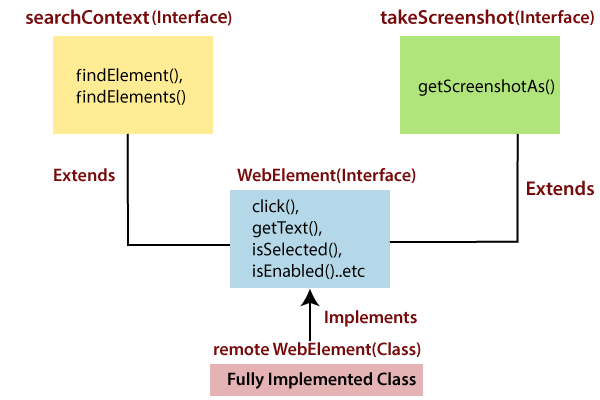 searchContext(Interface)
takeScreenshot(Interface)
findElement(),
findElements()
getScreenshotAs()
Extends
WebElement(Interface)
Extends
click(),
getText(),
isSelected(),
isEnabled()..etc
Implements
remote WebElement(Class)
Fully Implemented Class